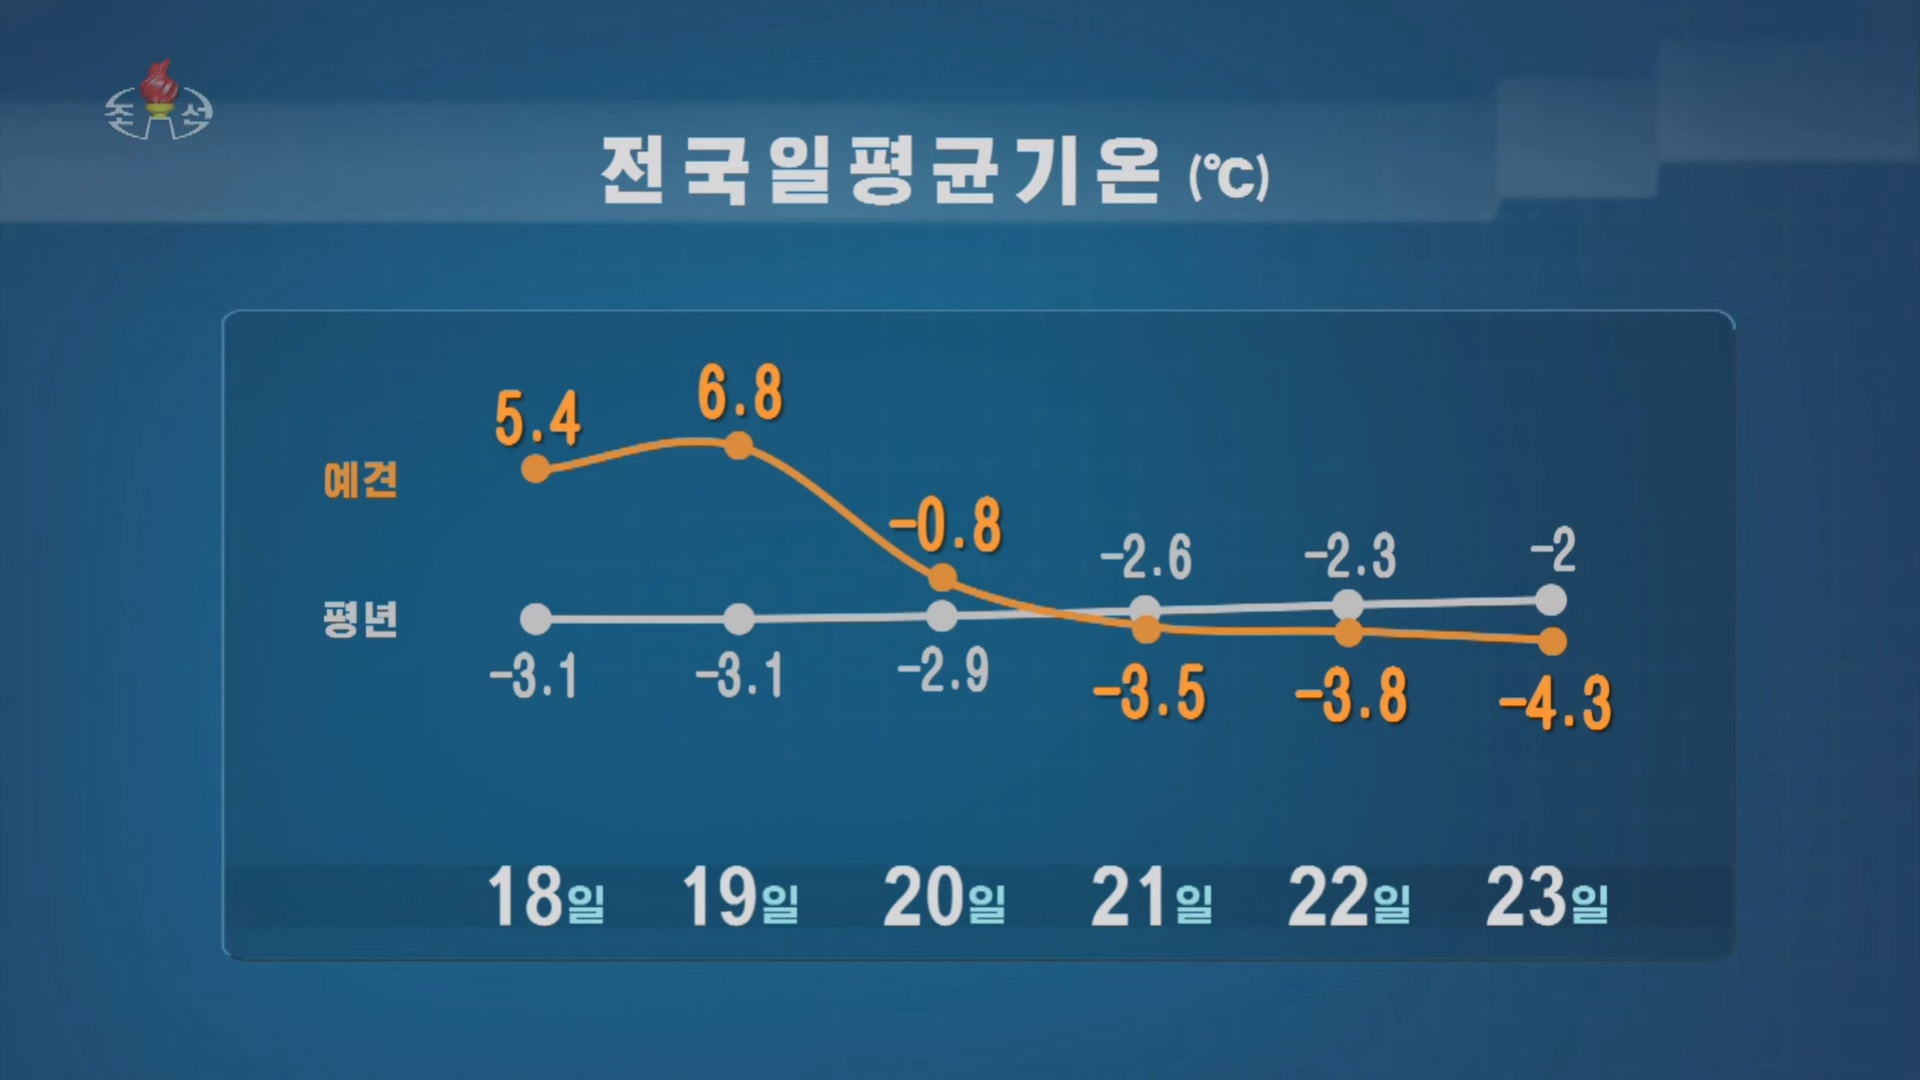 조선
전국일평균기온 (℃)
5.4 6.8 -0.8 -3.5 -3.8 -4.3
예견
평년
-3.1 -3.1 -2.9 -2.6 -2.3 -2
18일 19일 20일 21일 22일 23일